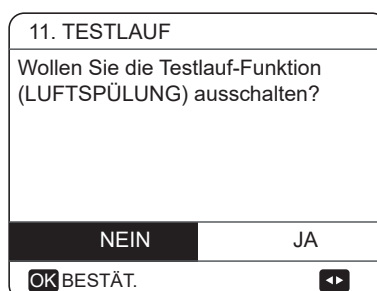 11. TESTLAUF
Wollen Sie die Testlauf-Funktion
(LUFTSPÜLUNG) ausschalten?
NEIN JA
OK BESTÄT.